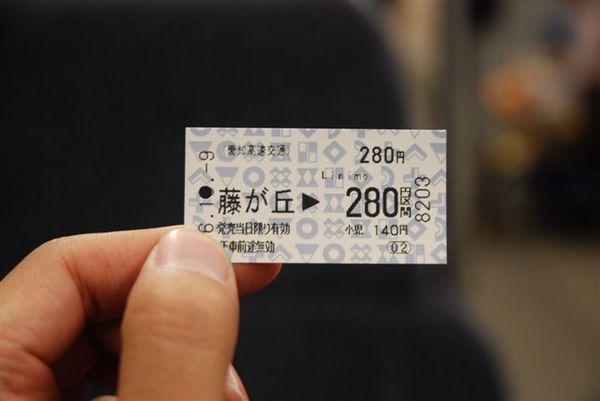 (愛知高速交通) 280円
Linimo
藤が丘▶280円区間
発売当日限り有効 小児 140円
下車前途無効 02
8203